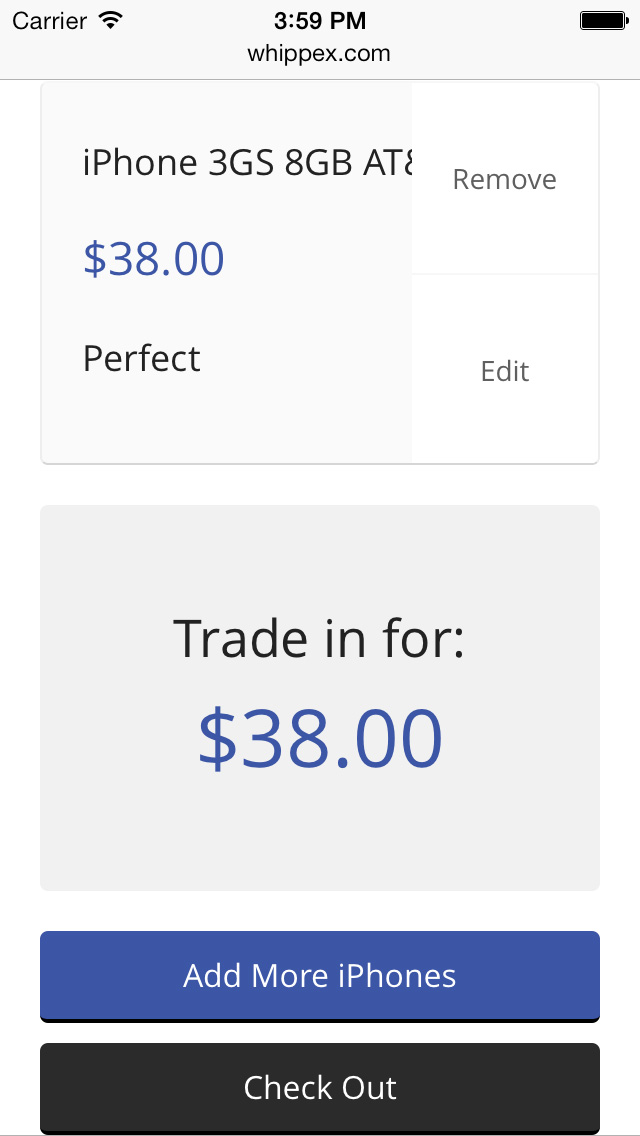 Carrier 3:59 PM
whippex.com
iPhone 3GS 8GB AT&
Remove
$38.00
Perfect
Edit
Trade in for:
$38.00
Add More iPhones
Check Out